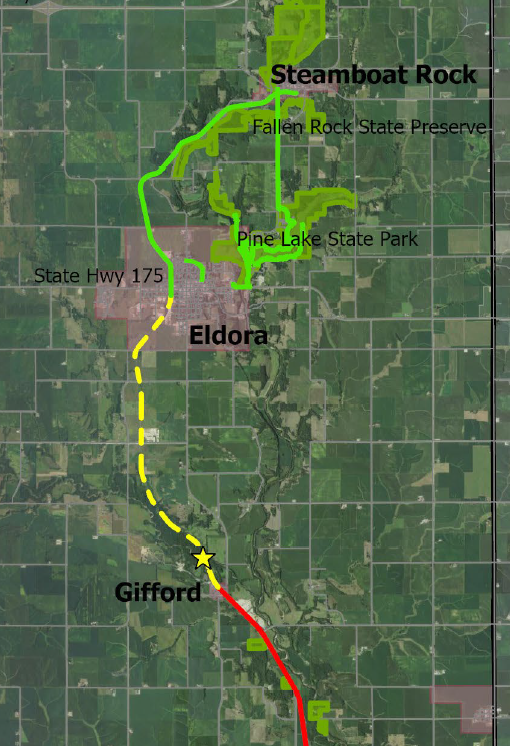 Steamboat Rock
Fallen Rock State Preserve
Pine Lake State Park
State Hwy 175
Eldora
Gifford